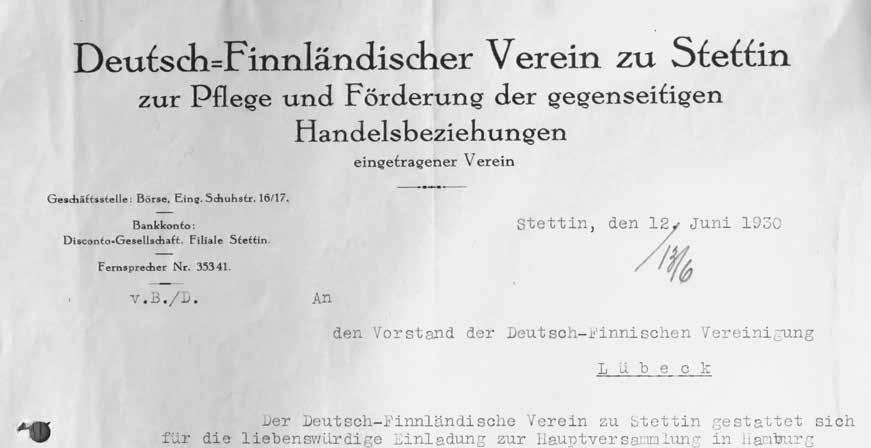 Deutsch=Finnländischer Verein zu Stettin
zur Pflege und Förderung der gegenseitigen
Handelsbeziehungen
eingetragener Verein
Geschäftsstelle: Börse, Eing. Schuhstr. 16/17.
Bankkonto:
Disconto-Gesellschaft, Filiale Stettin.
Fernsprecher Nr. 35341.
Stettin, den 12. Juni 1930
13/6
v.B./D.
An
den Vorstand der Deutsch-Finnischen Vereinigung
L ü b e c k
Der Deutsch-Finnländische Verein zu Stettin gestattet sich
für die liebenswürdige Einladung zur Hauptversammlung in Hamburg